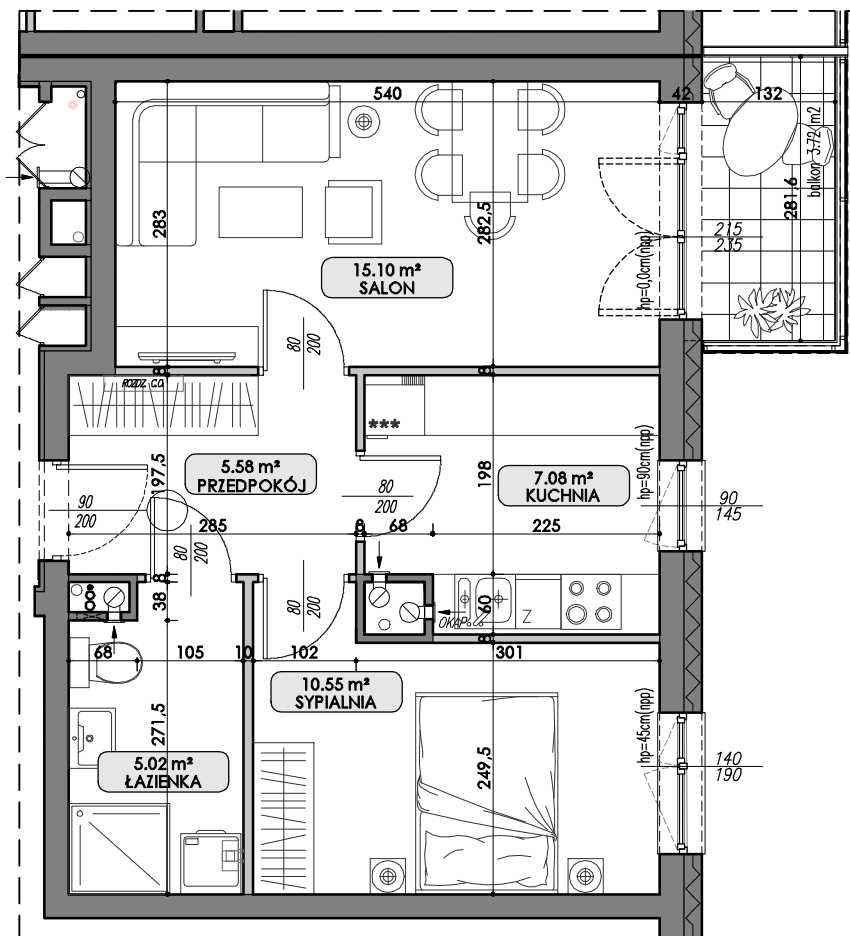 540
42
132
balkon 3.72 m2
281,6
283
282,5
hp=0,0cm(npp)
215
235
15.10 m²
SALON
80
200
8
8
ROZDZ. C.O.
***
197,5
5.58 m²
PRZEDPOKÓJ
198
7.08 m²
KUCHNIA
hp=90cm(npp)
90
200
80
200
90
145
285
8
68
225
80
200
8
38
80
200
60
OKAP
Z
8
68
105
10
102
301
10.55 m²
SYPIALNIA
271,5
5.02 m²
ŁAZIENKA
249,5
hp=45cm(npp)
140
190